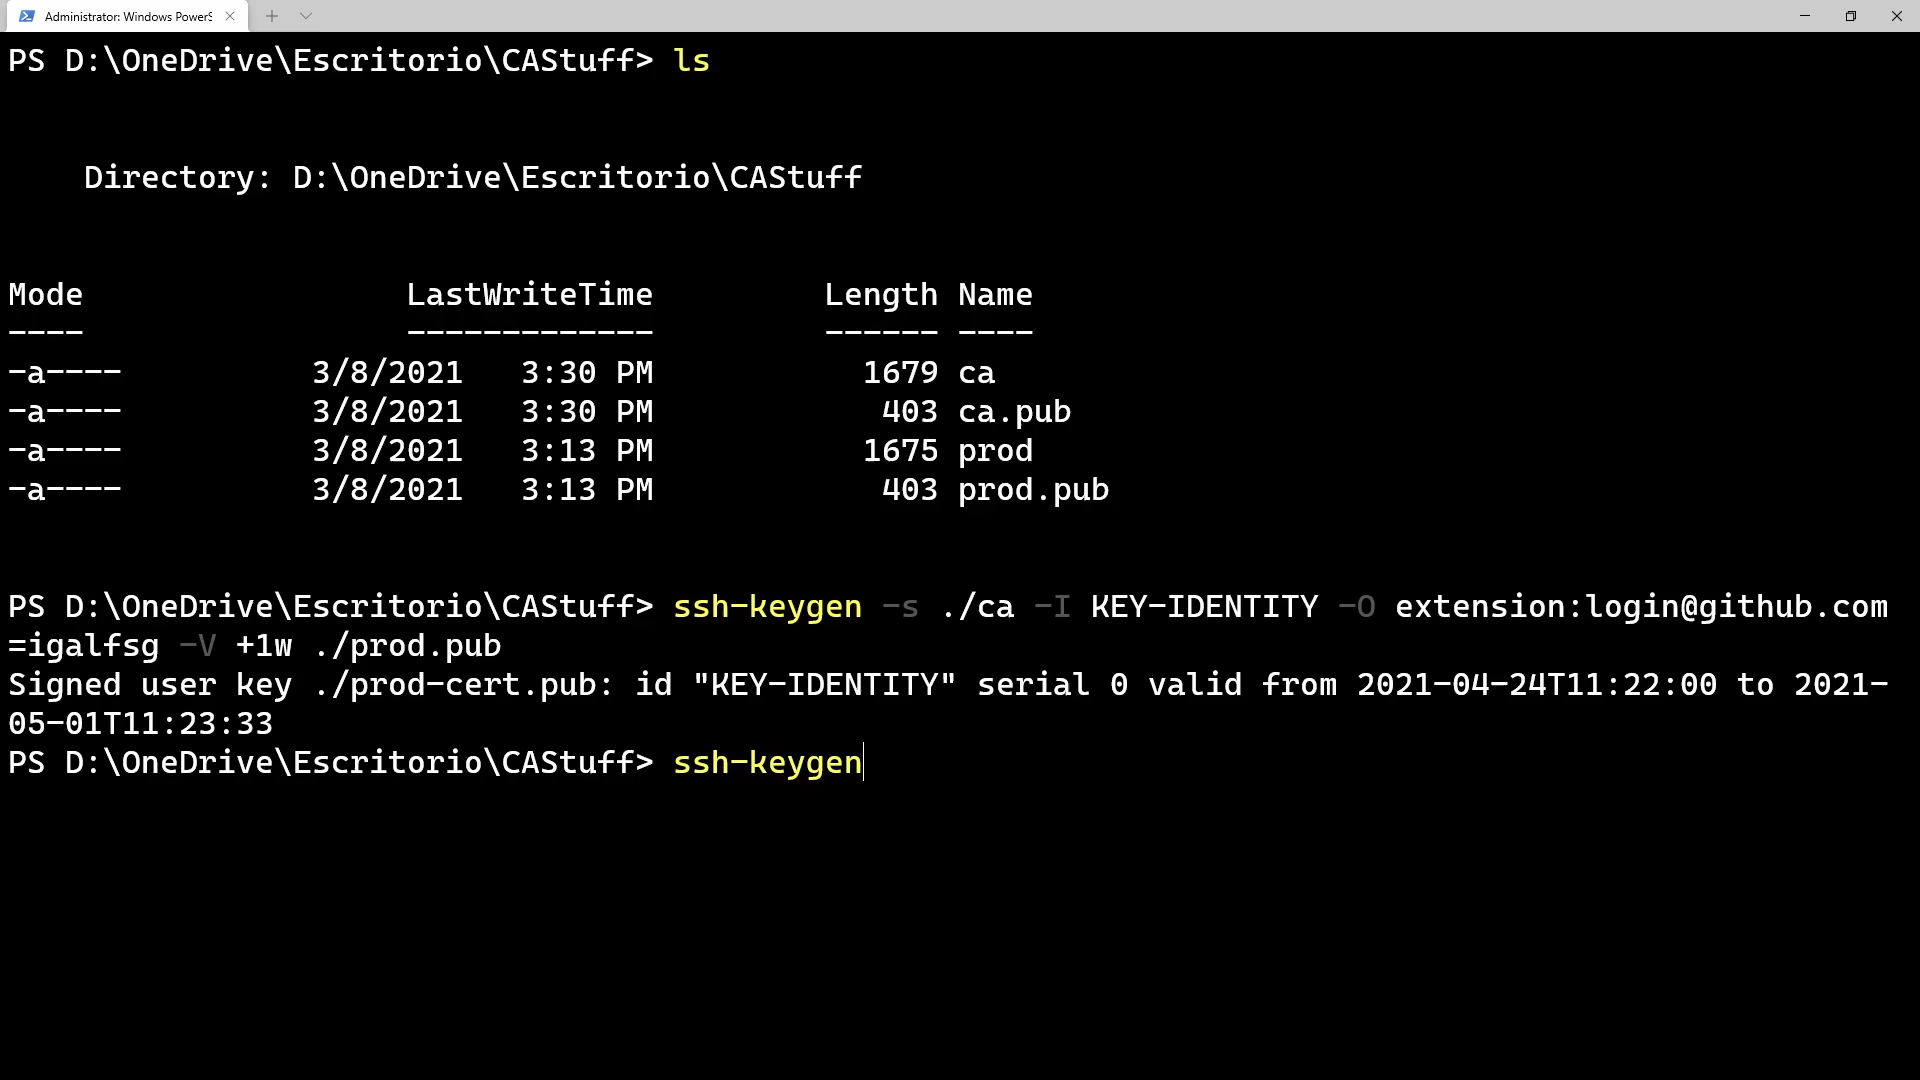 Administrator: Windows PowerS
PS D:\OneDrive\Escritorio\CAStuff> ls
Directory: D:\OneDrive\Escritorio\CAStuff
Mode LastWriteTime Length Name
---- ------------- ------ ----
-a---- 3/8/2021 3:30 PM 1679 ca
-a---- 3/8/2021 3:30 PM 403 ca.pub
-a---- 3/8/2021 3:13 PM 1675 prod
-a---- 3/8/2021 3:13 PM 403 prod.pub
PS D:\OneDrive\Escritorio\CAStuff> ssh-keygen -s ./ca -I KEY-IDENTITY -O extension:login@github.com
=igalfsg -V +1w ./prod.pub
Signed user key ./prod-cert.pub: id "KEY-IDENTITY" serial 0 valid from 2021-04-24T11:22:00 to 2021-
05-01T11:23:33
PS D:\OneDrive\Escritorio\CAStuff> ssh-keygen